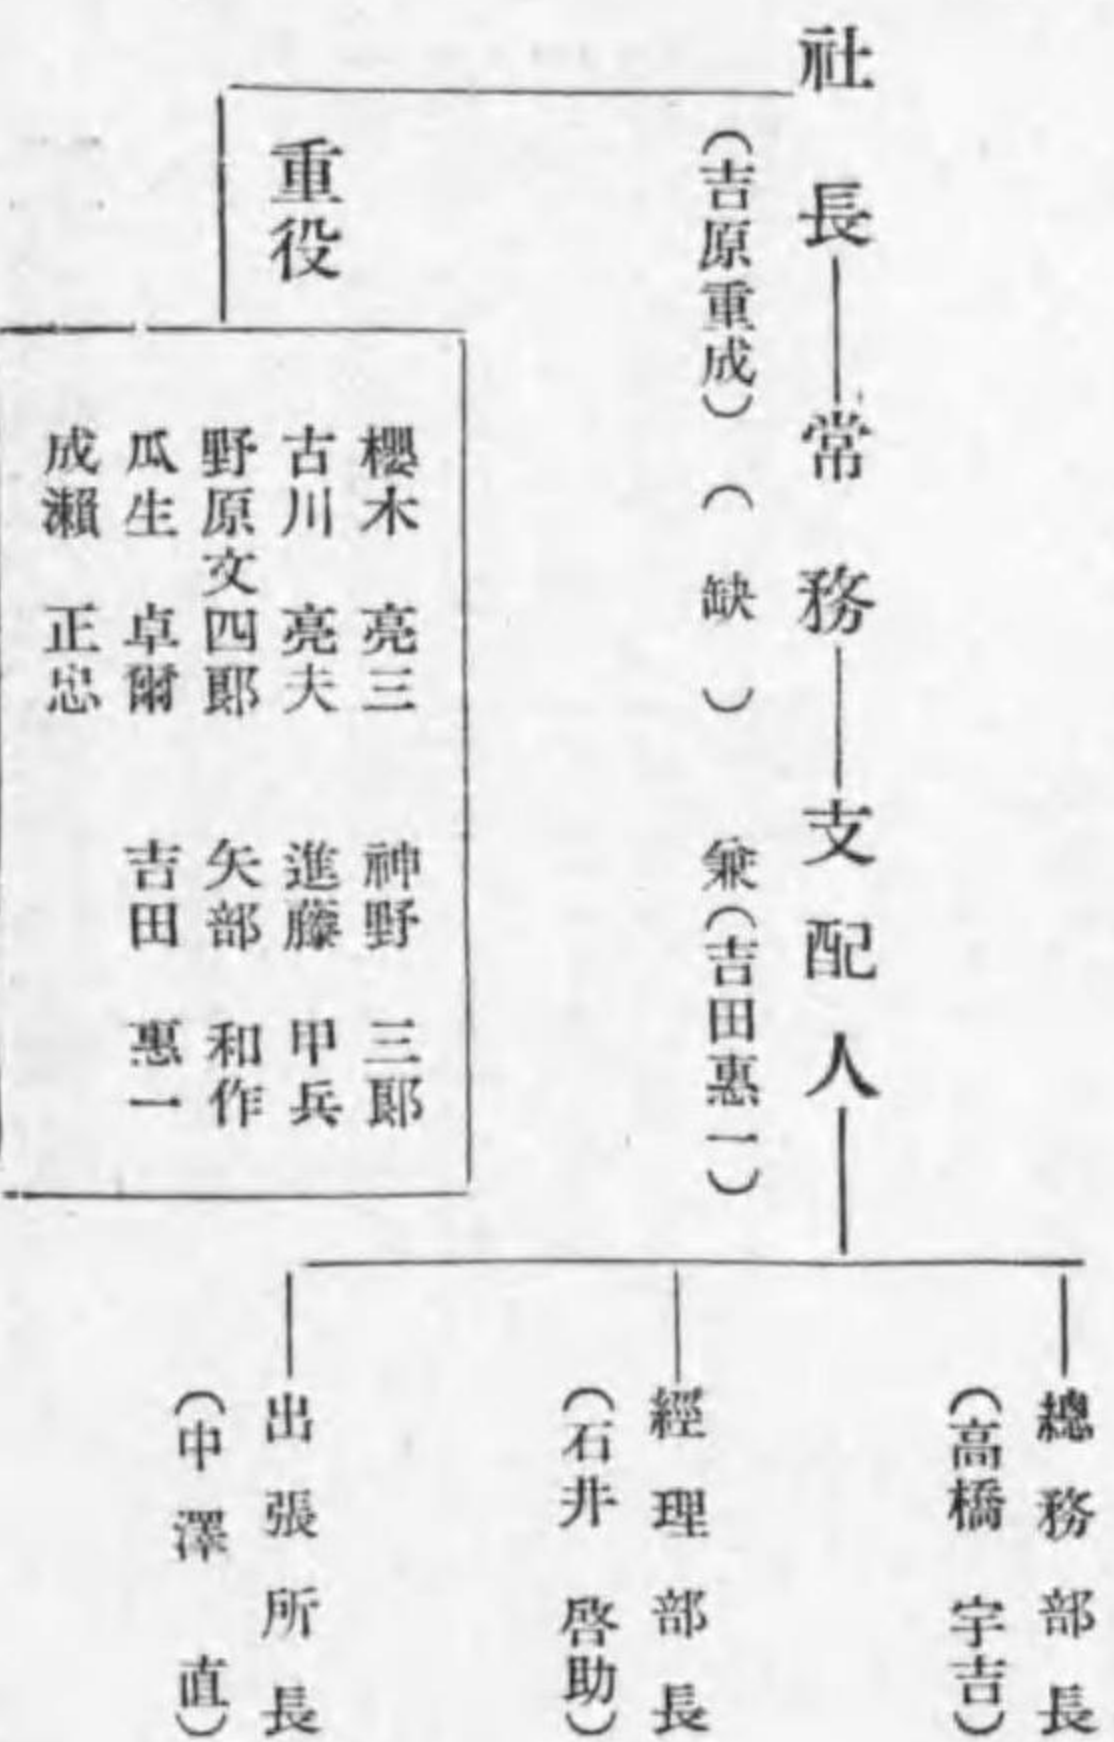 社長―常務―支配人
(吉原重成)(缺)兼(吉田惠一)
總務部長
(高橋 宇吉)
經理部長
(石井 啓助)
出張所長
(中澤 直)
重役
櫻木 亮三 神野 三郎
古川 亮夫 進藤 甲兵
野原文四郎 矢部 和作
瓜生 卓爾 吉田 惠一
成瀨 正忠